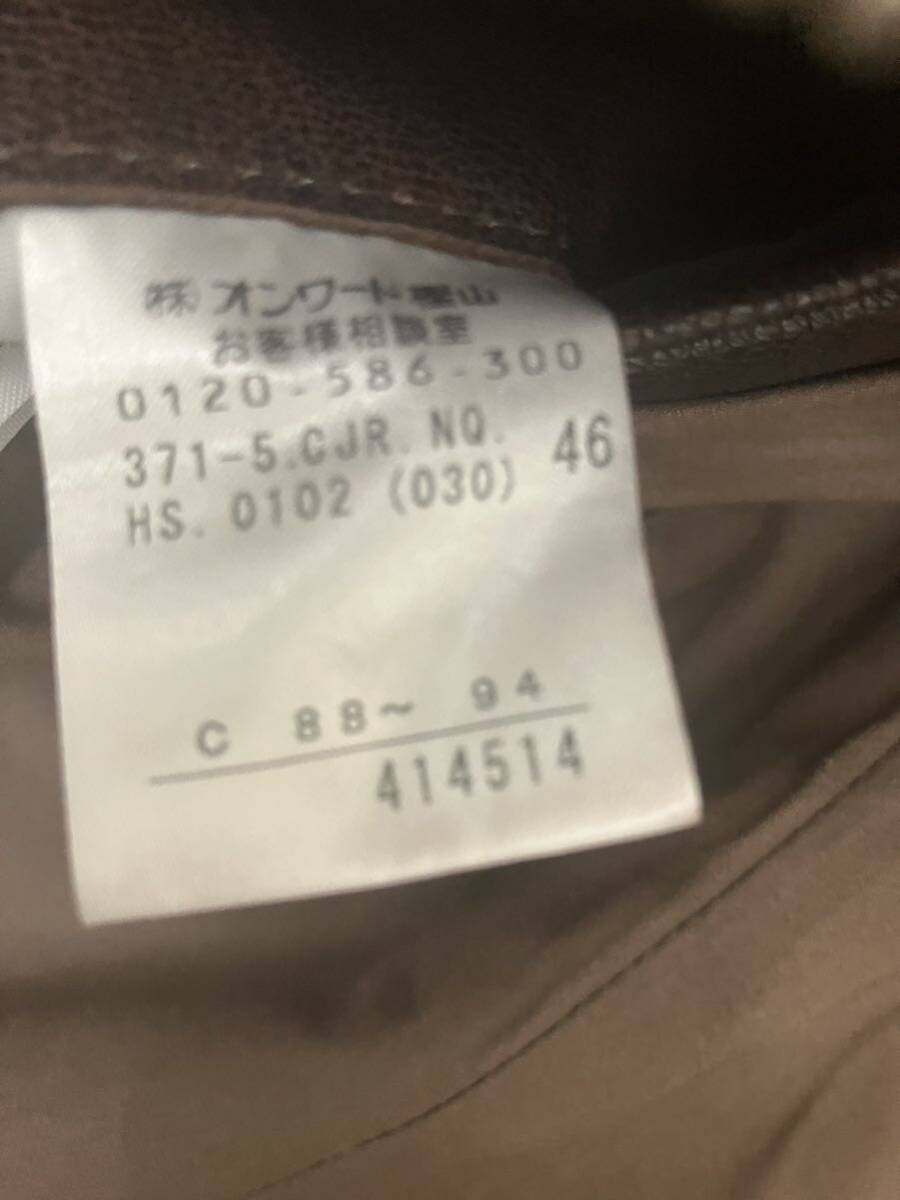 ㈱オンワード樫山
お客様相談室
0120-586-300
371-5.CJR.NO. 46
HS. 0102 (030)
C 88~ 94
414514